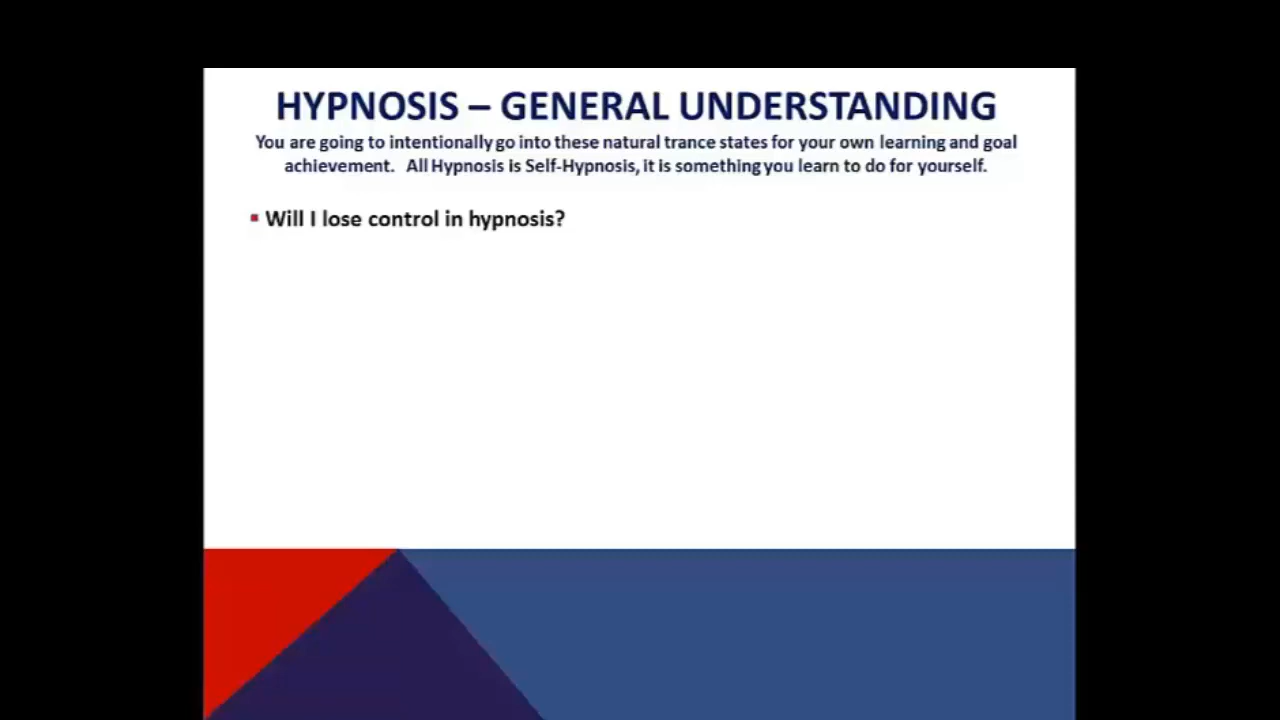 HYPNOSIS – GENERAL UNDERSTANDING
You are going to intentionally go into these natural trance states for your own learning and goal
achievement. All Hypnosis is Self-Hypnosis, it is something you learn to do for yourself.
▪ Will I lose control in hypnosis?